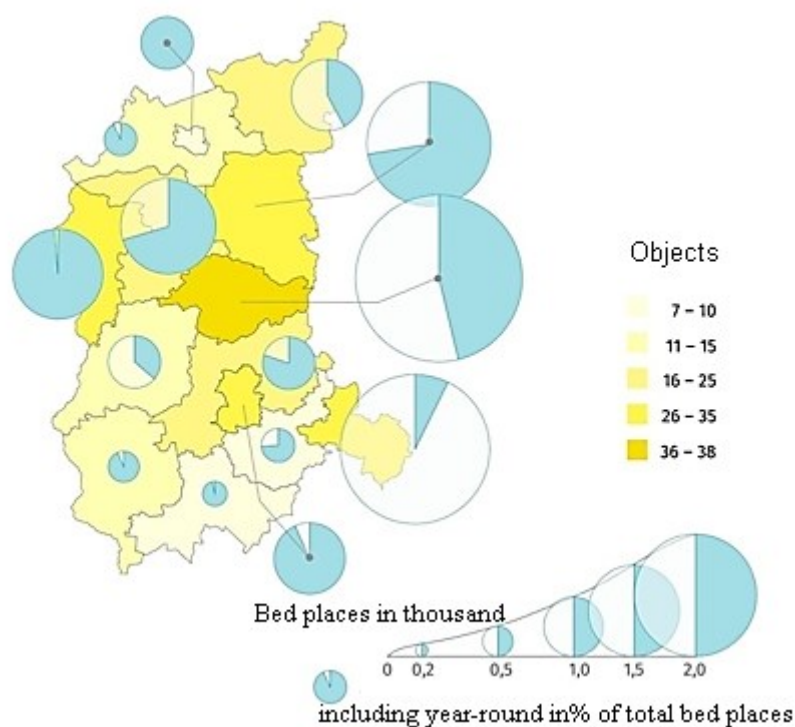 Objects
7 – 10
11 – 15
16 – 25
26 – 35
36 – 38
Bed places in thousand
0 0,2 0,5 1,0 1,5 2,0
including year-round in% of total bed places